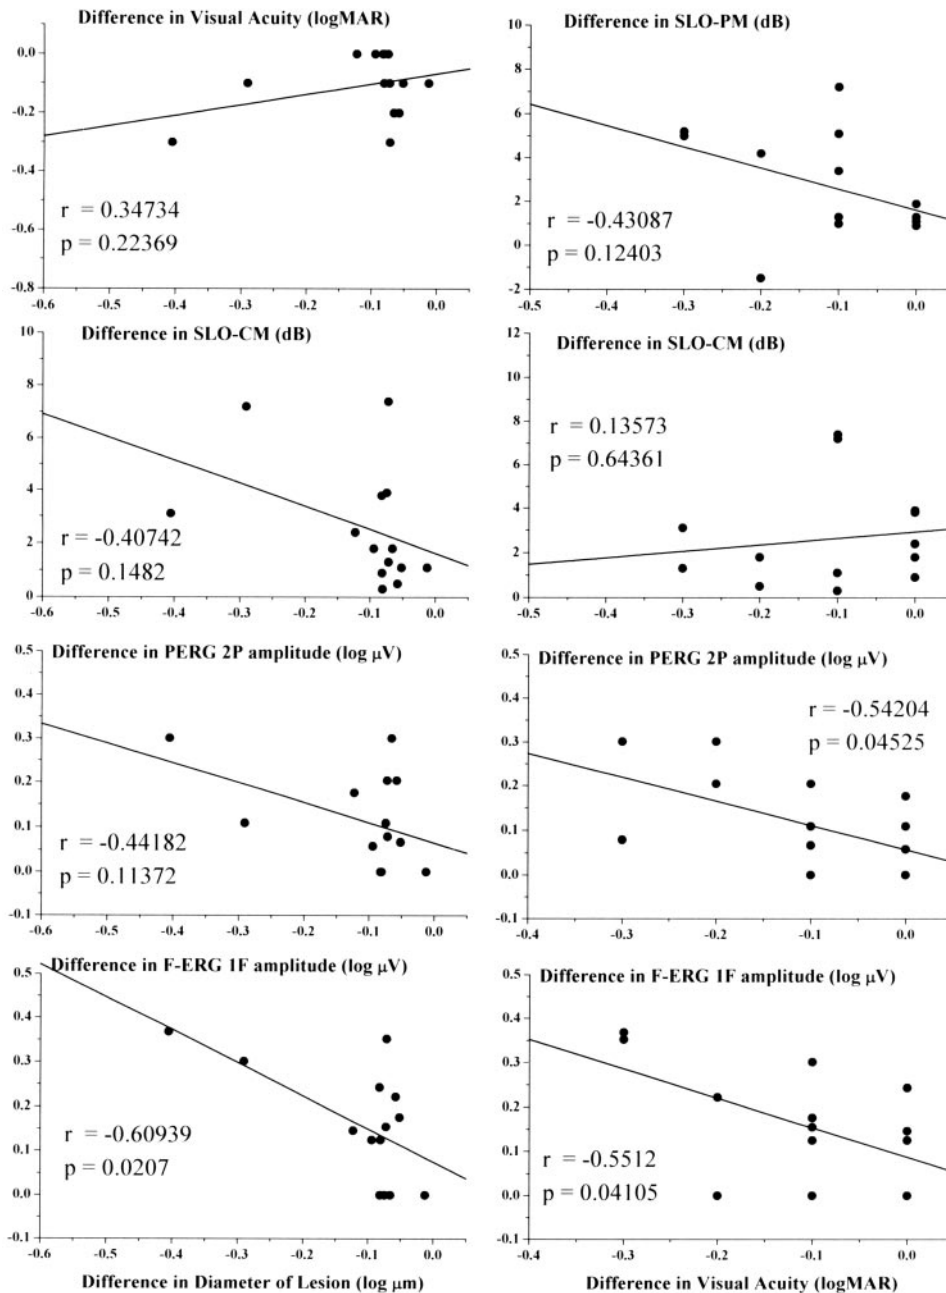 Difference in Visual Acuity (logMAR)
0.0
-0.2
-0.4
-0.6
-0.8
r = 0.34734
p = 0.22369
-0.6 -0.5 -0.4 -0.3 -0.2 -0.1 0.0
Difference in SLO-PM (dB)
10
8
6
4
2
0
-2
r = -0.43087
p = 0.12403
-0.5 -0.4 -0.3 -0.2 -0.1 0.0
Difference in SLO-CM (dB)
10
8
6
4
2
0
r = -0.40742
p = 0.1482
-0.6 -0.5 -0.4 -0.3 -0.2 -0.1 0.0
Difference in SLO-CM (dB)
12
10
8
6
4
2
0
r = 0.13573
p = 0.64361
-0.5 -0.4 -0.3 -0.2 -0.1 0.0
Difference in PERG 2P amplitude (log μV)
0.5
0.4
0.3
0.2
0.1
0.0
-0.1
r = -0.44182
p = 0.11372
-0.6 -0.5 -0.4 -0.3 -0.2 -0.1 0.0
Difference in PERG 2P amplitude (log μV)
0.5
0.4
0.3
0.2
0.1
0.0
-0.1
r = -0.54204
p = 0.04525
-0.4 -0.3 -0.2 -0.1 0.0
Difference in F-ERG 1F amplitude (log μV)
0.5
0.4
0.3
0.2
0.1
0.0
-0.1
r = -0.60939
p = 0.0207
-0.6 -0.5 -0.4 -0.3 -0.2 -0.1 0.0
Difference in Diameter of Lesion (log μm)
Difference in F-ERG 1F amplitude (log μV)
0.5
0.4
0.3
0.2
0.1
0.0
-0.1
r = -0.5512
p = 0.04105
-0.4 -0.3 -0.2 -0.1 0.0
Difference in Visual Acuity (logMAR)